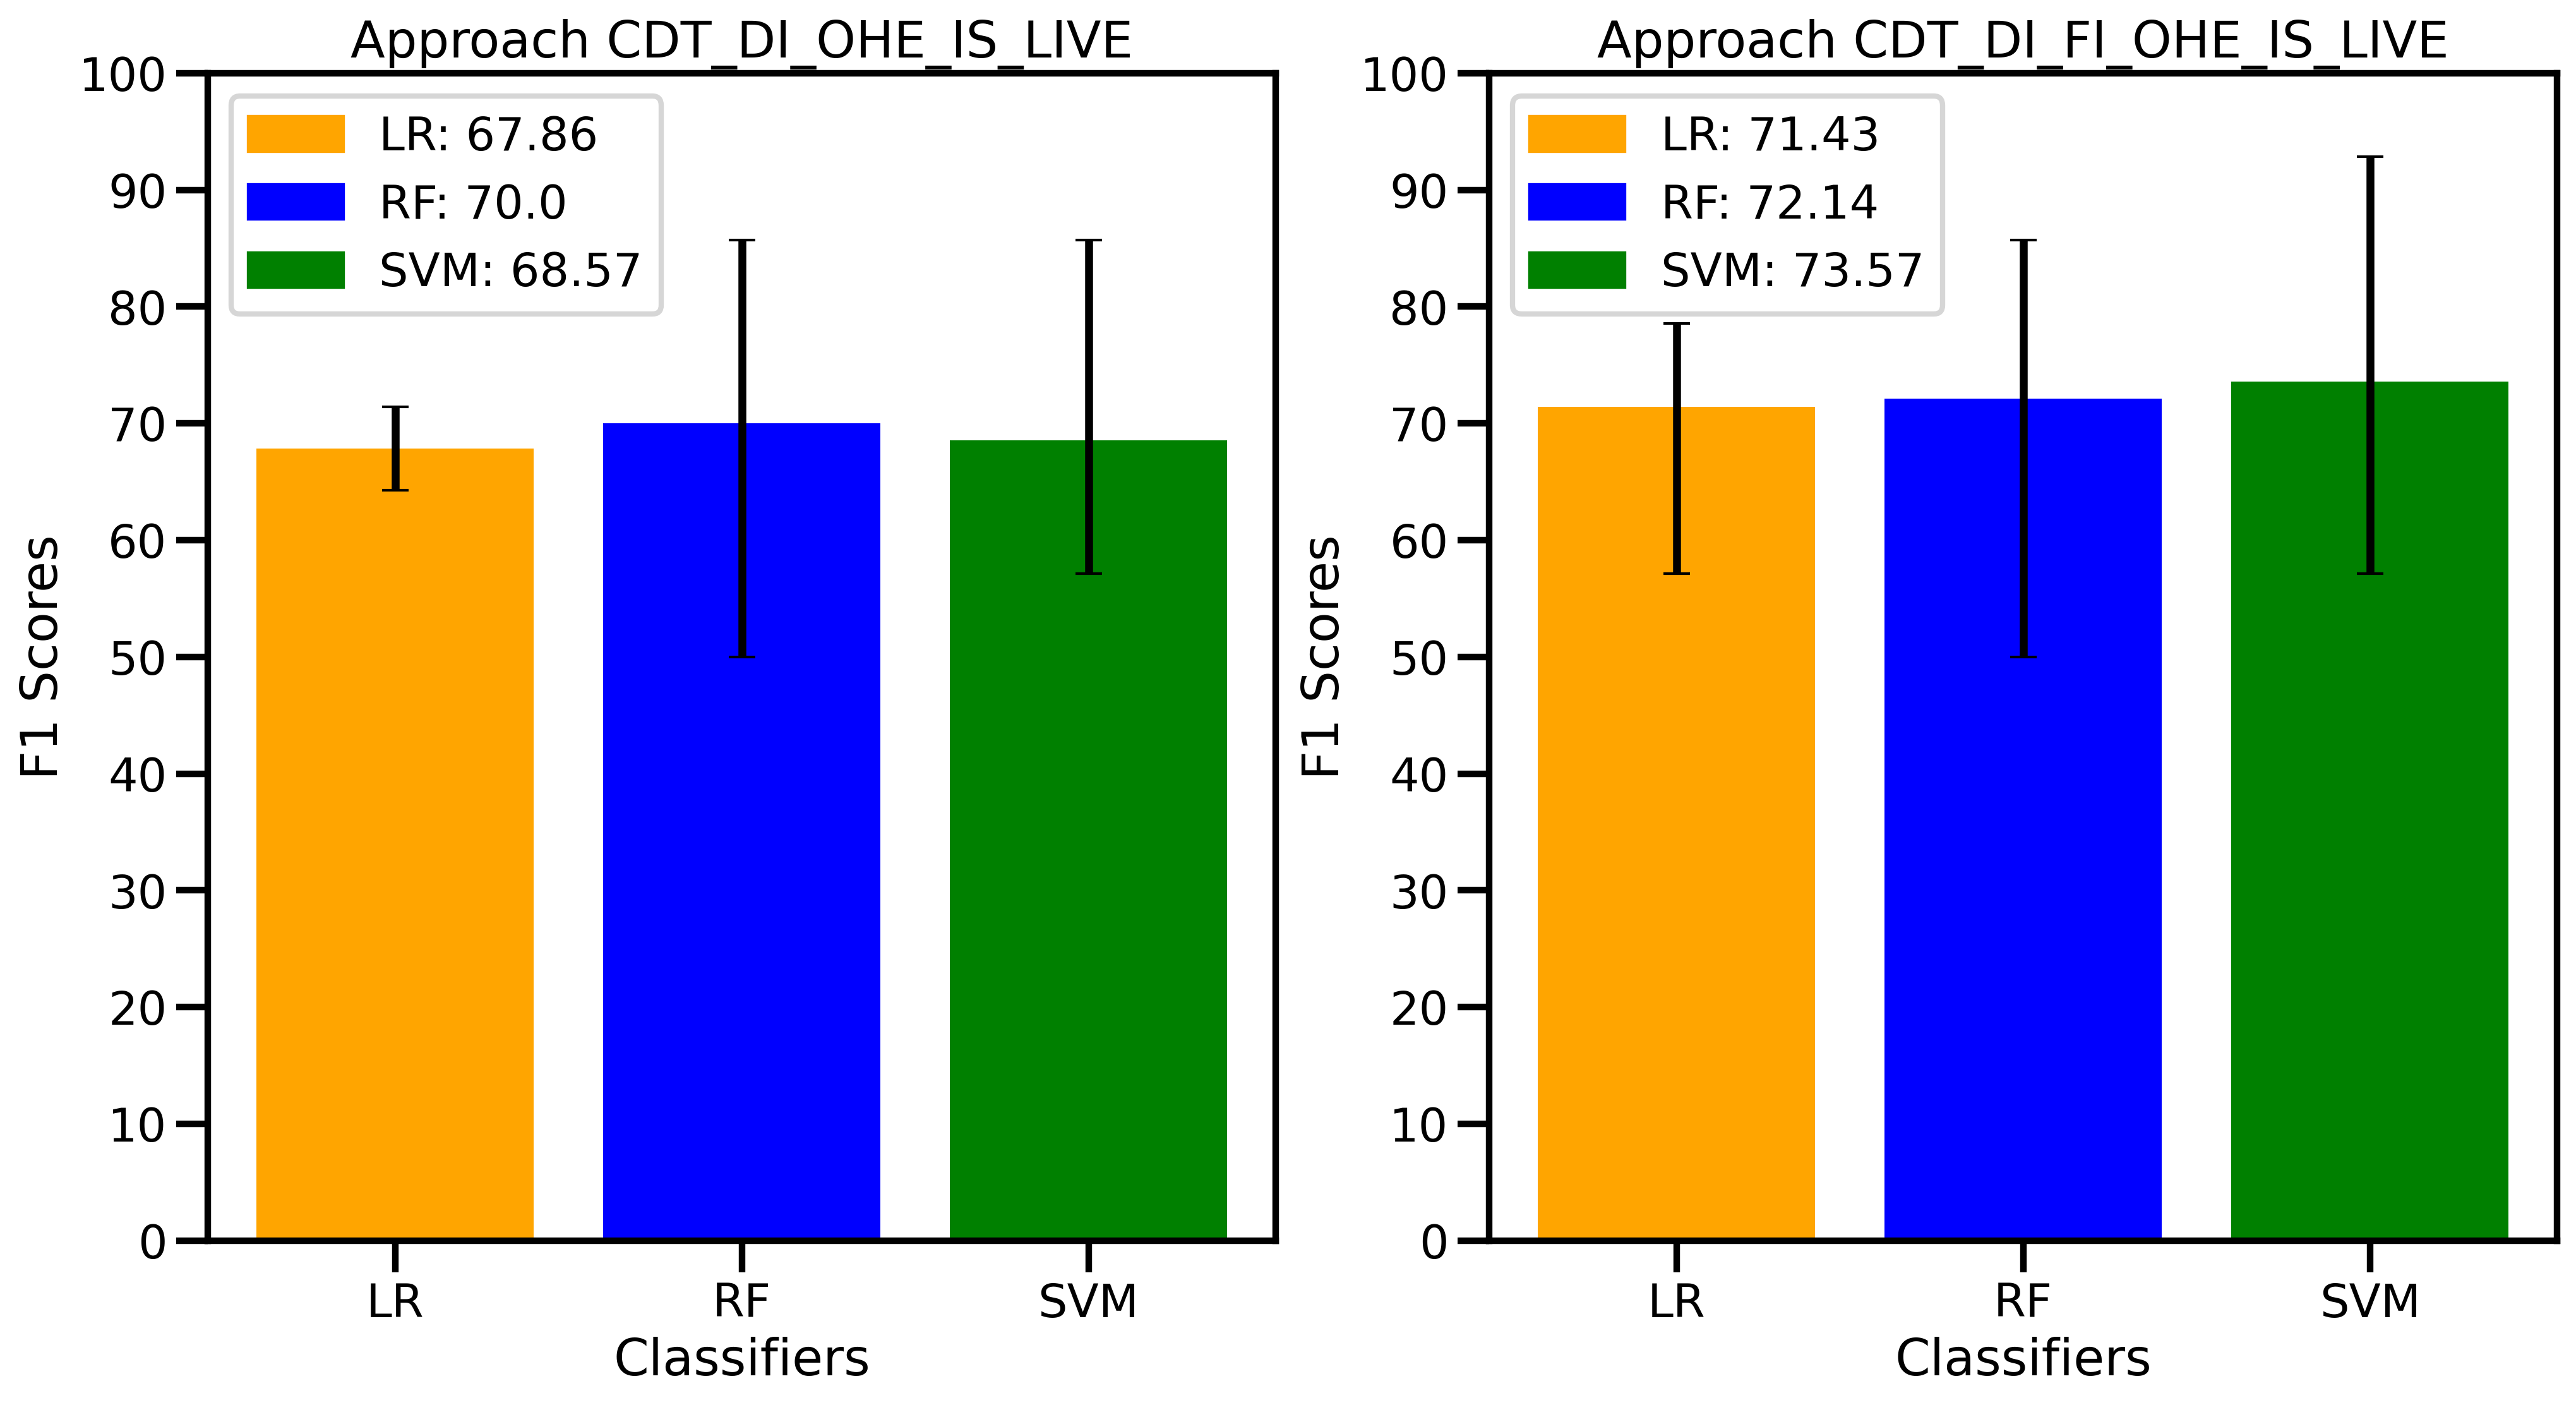 Approach CDT_DI_OHE_IS_LIVE
100
90
80
70
60
50
40
30
20
10
0
F1 Scores
LR: 67.86
RF: 70.0
SVM: 68.57
LR
RF
SVM
Classifiers
Approach CDT_DI_FI_OHE_IS_LIVE
100
90
80
70
60
50
40
30
20
10
0
F1 Scores
LR: 71.43
RF: 72.14
SVM: 73.57
LR
RF
SVM
Classifiers